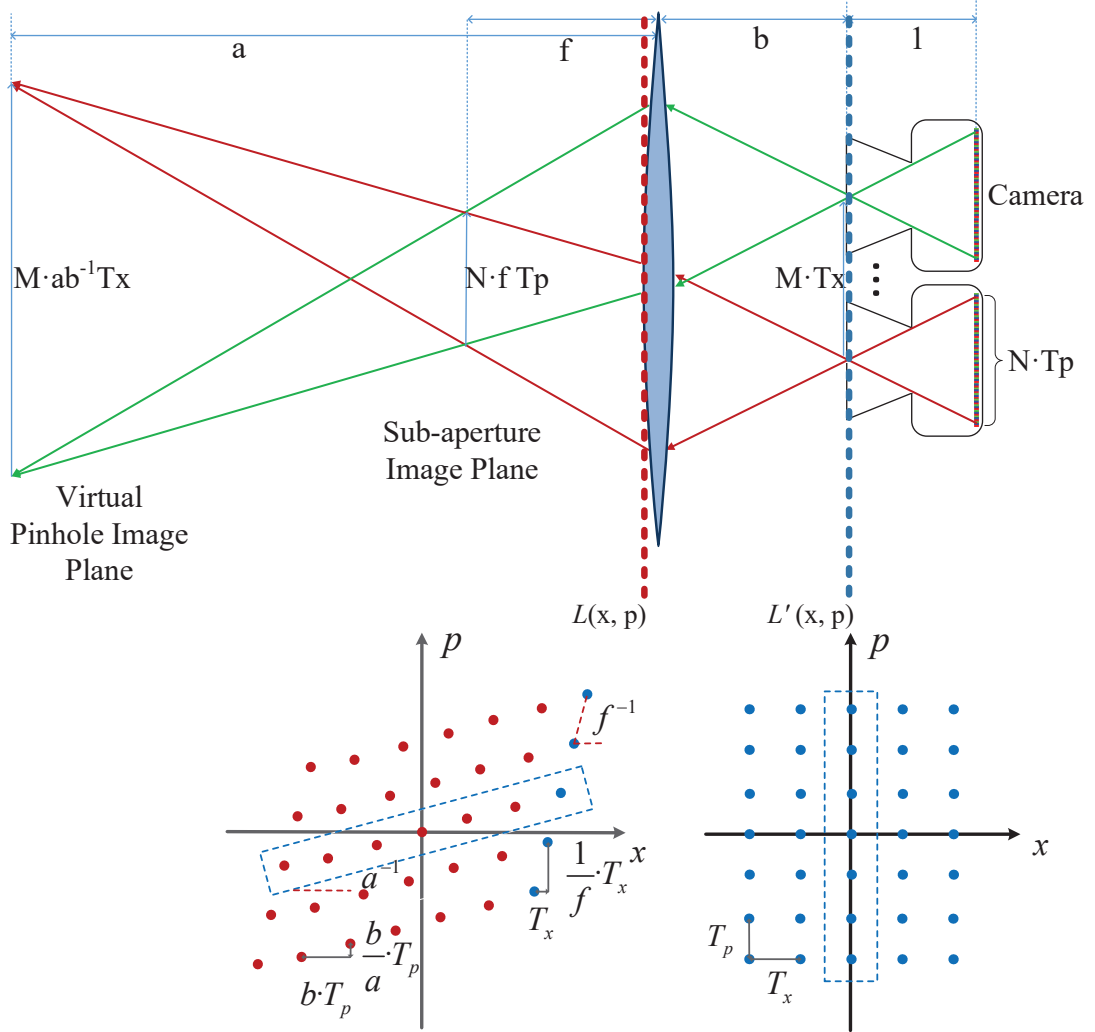 a
f
b
1
Camera
M·ab⁻¹Tx
N·f Tp
M·Tx
N·Tp
Sub-aperture
Image Plane
Virtual
Pinhole Image
Plane
L(x, p)
L′(x, p)
p
f⁻¹
x
a⁻¹
1/f·Tₓ
Tₓ
b/a·Tₚ
b·Tₚ
p
x
Tₚ
Tₓ